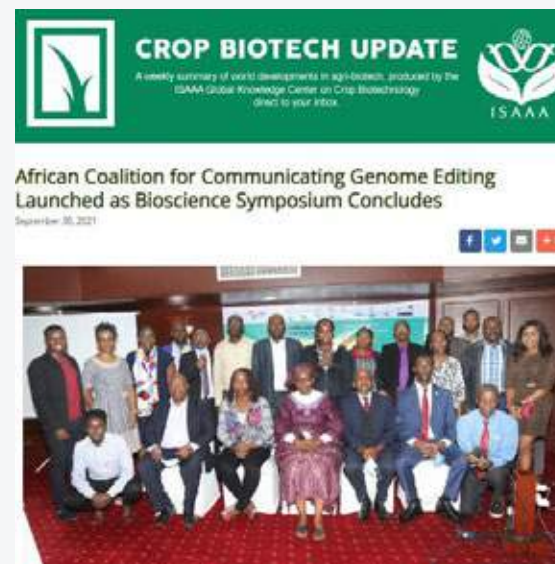 CROP BIOTECH UPDATE
A weekly summary of world developments in agri-biotech, produced by the
ISAAA Global Knowledge Center on Crop Biotechnology
direct to your inbox.
ISAAA
African Coalition for Communicating Genome Editing
Launched as Bioscience Symposium Concludes
September 30, 2021